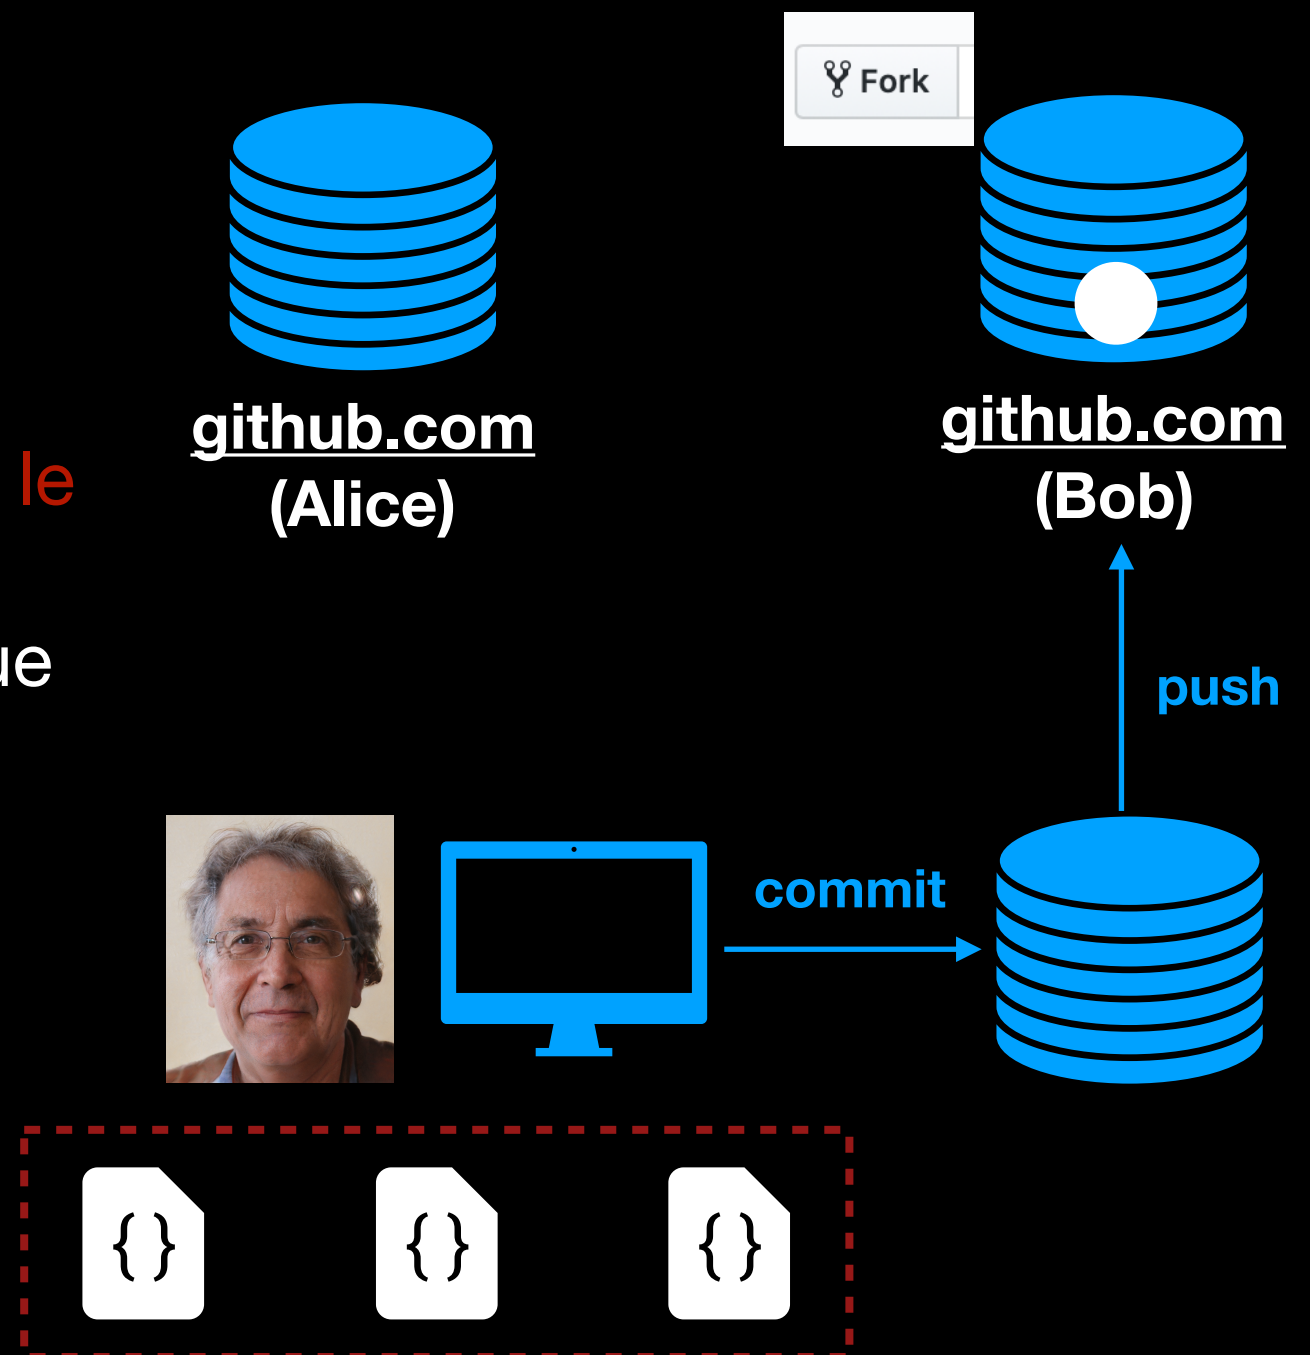 Fork
github.com
(Alice)
github.com
(Bob)
le
ue
push
commit
{ }
{ }
{ }